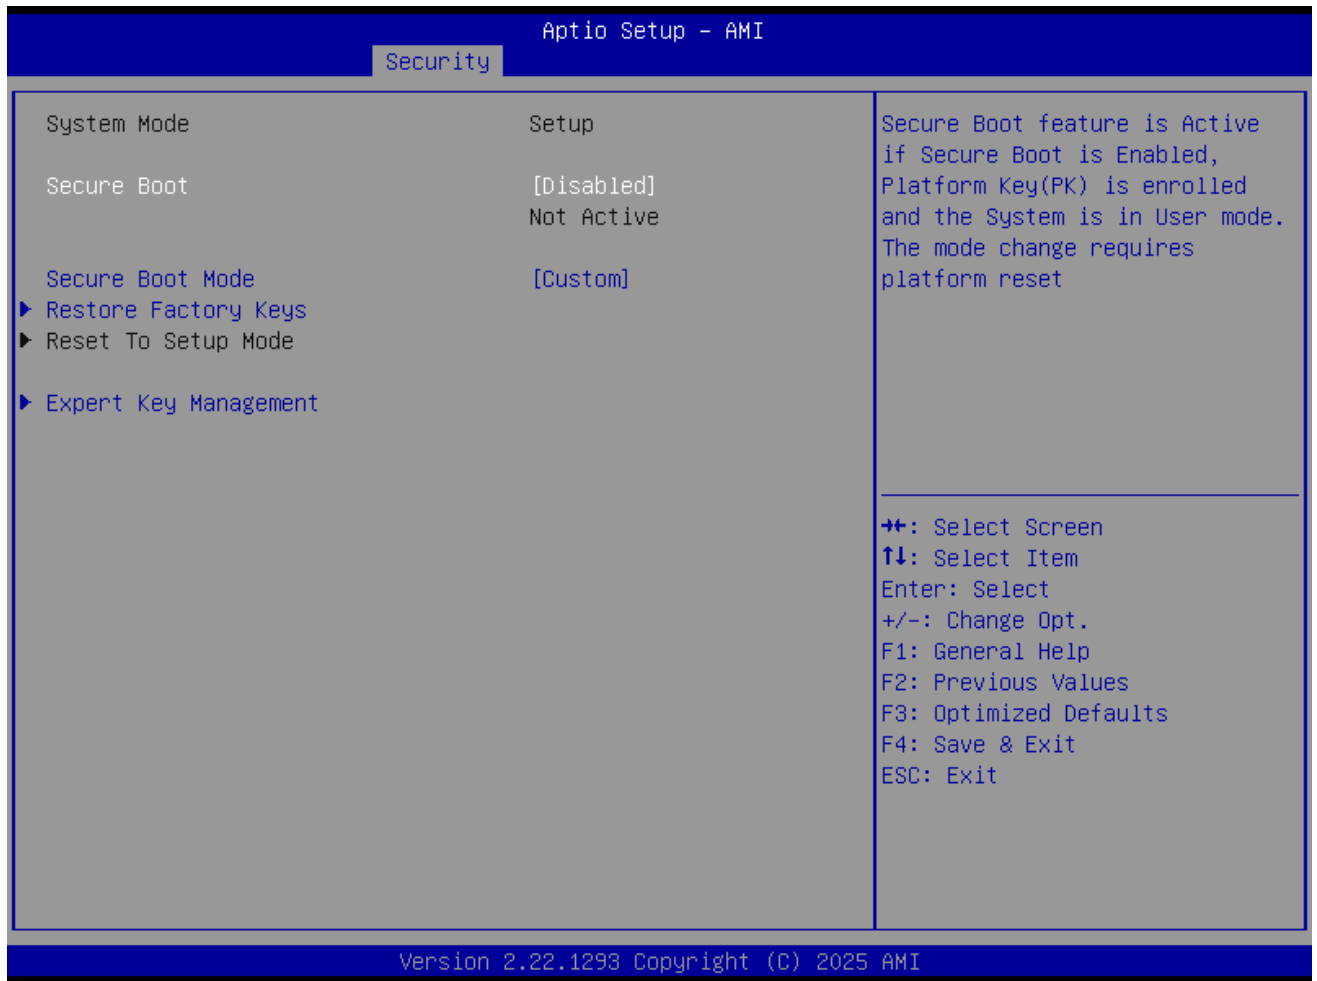 Aptio Setup – AMI
Security
System Mode Setup
Secure Boot [Disabled]
Not Active
Secure Boot Mode [Custom]
▶ Restore Factory Keys
▶ Reset To Setup Mode
▶ Expert Key Management
Secure Boot feature is Active
if Secure Boot is Enabled,
Platform Key(PK) is enrolled
and the System is in User mode.
The mode change requires
platform reset
→←: Select Screen
↑↓: Select Item
Enter: Select
+/-: Change Opt.
F1: General Help
F2: Previous Values
F3: Optimized Defaults
F4: Save & Exit
ESC: Exit
Version 2.22.1293 Copyright (C) 2025 AMI